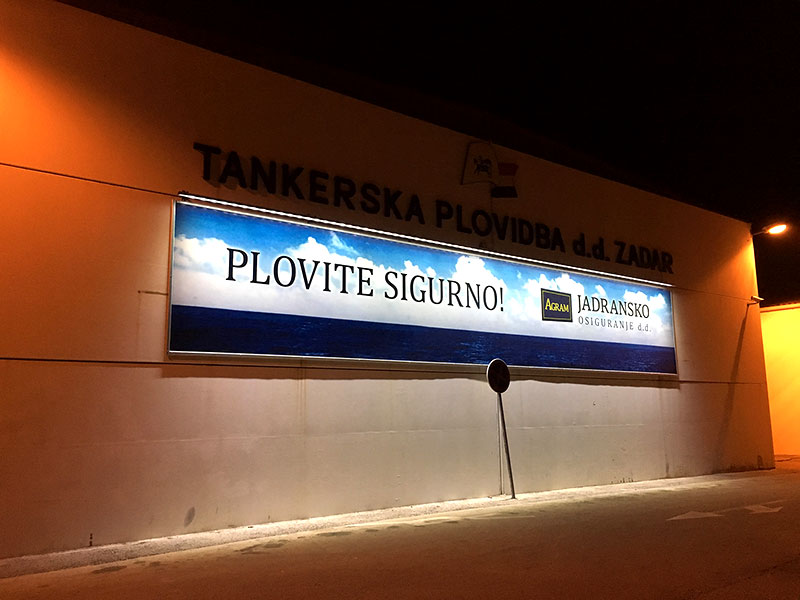 TANKERSKA PLOVIDBA d.d. ZADAR
PLOVITE SIGURNO!
AGRAM
JADRANSKO
OSIGURANJE d.d.